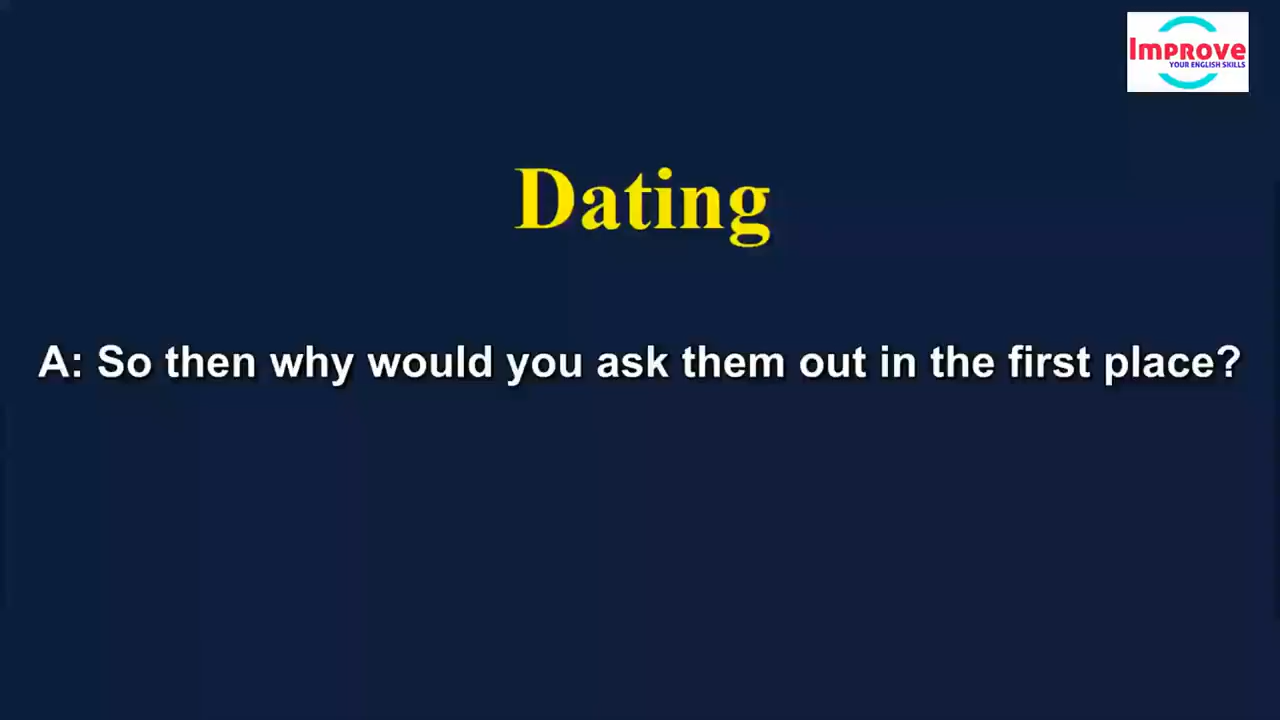 Improve
YOUR ENGLISH SKILLS
Dating
A: So then why would you ask them out in the first place?